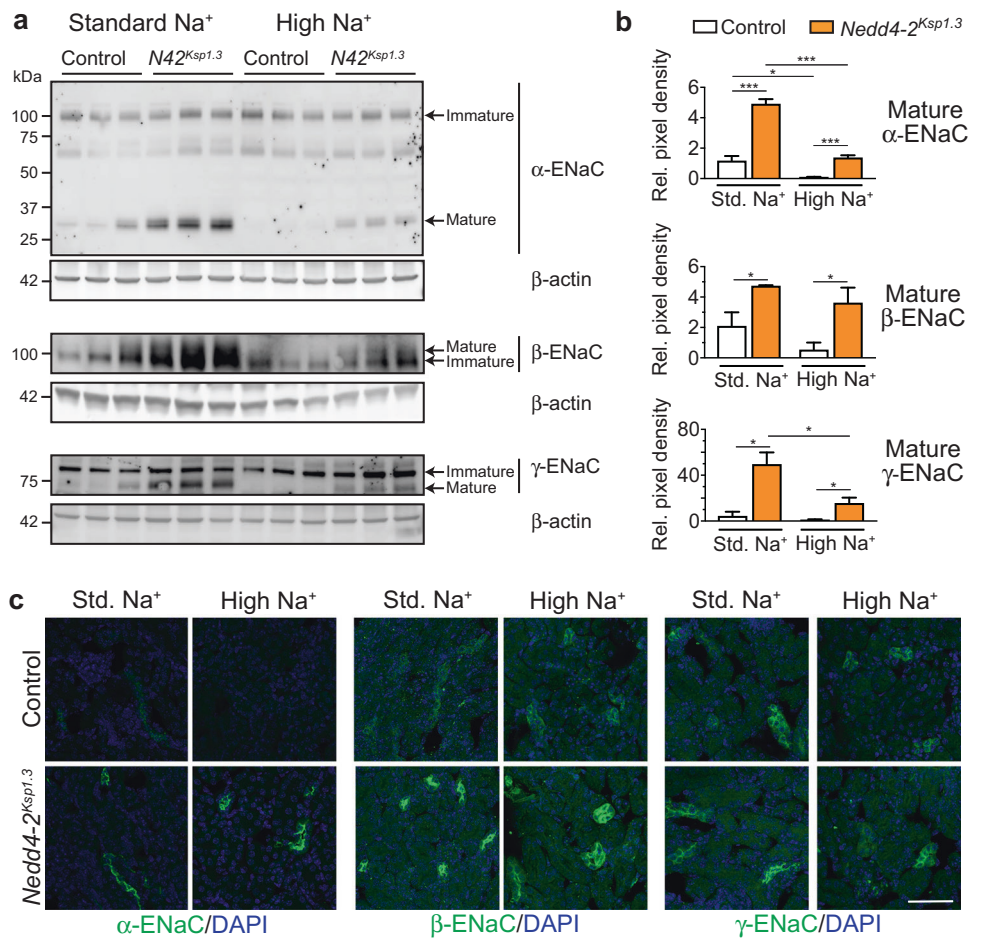 a
Standard Na⁺ High Na⁺
Control N42^Ksp1.3 Control N42^Ksp1.3
kDa
100 Immature
75
50
α-ENaC
37
Mature
25
42 β-actin
Mature
100 β-ENaC
Immature
42 β-actin
Immature γ-ENaC
75
Mature
42 β-actin
b
Control Nedd4-2^Ksp1.3
Rel. pixel density
6
4
2
0
***
*
***
***
Std. Na⁺ High Na⁺
Mature
α-ENaC
Rel. pixel density
6
4
2
0
* *
Std. Na⁺ High Na⁺
Mature
β-ENaC
Rel. pixel density
80
40
0
*
*
*
Std. Na⁺ High Na⁺
Mature
γ-ENaC
c
Std. Na⁺ High Na⁺ Std. Na⁺ High Na⁺ Std. Na⁺ High Na⁺
Control
Nedd4-2^Ksp1.3
α-ENaC/DAPI β-ENaC/DAPI γ-ENaC/DAPI